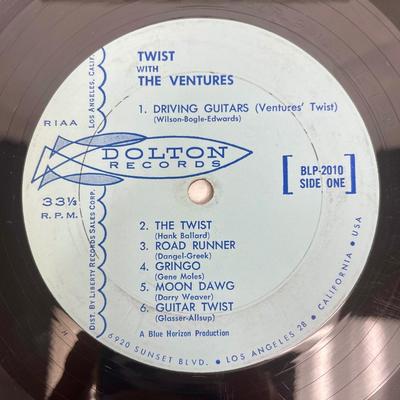 TWIST
WITH
THE VENTURES
1. DRIVING GUITARS (Ventures' Twist)
(Wilson-Bogle-Edwards)
RIAA
DOLTON
RECORDS
33⅓
R.P.M.
BLP-2010
SIDE ONE
2. THE TWIST
(Hank Ballard)
3. ROAD RUNNER
(Dangel-Greek)
4. GRINGO
(Gene Moles)
5. MOON DAWG
(Darry Weaver)
6. GUITAR TWIST
(Glasser-Allsup)
A Blue Horizon Production
DIST. BY LIBERTY RECORDS SALES CORP. LOS ANGELES, CALIF.
6920 SUNSET BLVD. • LOS ANGELES 28 • CALIFORNIA • USA